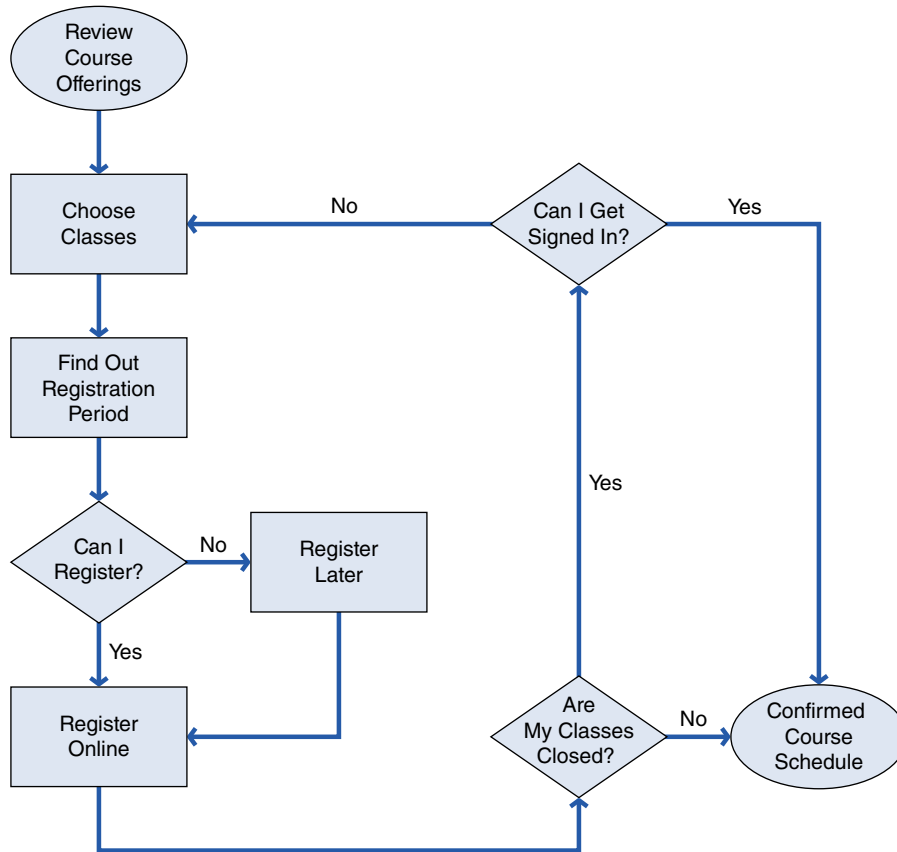 Review
Course
Offerings
Choose
Classes
No
Can I Get
Signed In?
Yes
Find Out
Registration
Period
Yes
Can I
Register?
No
Register
Later
Yes
Register
Online
Are
My Classes
Closed?
No
Confirmed
Course
Schedule